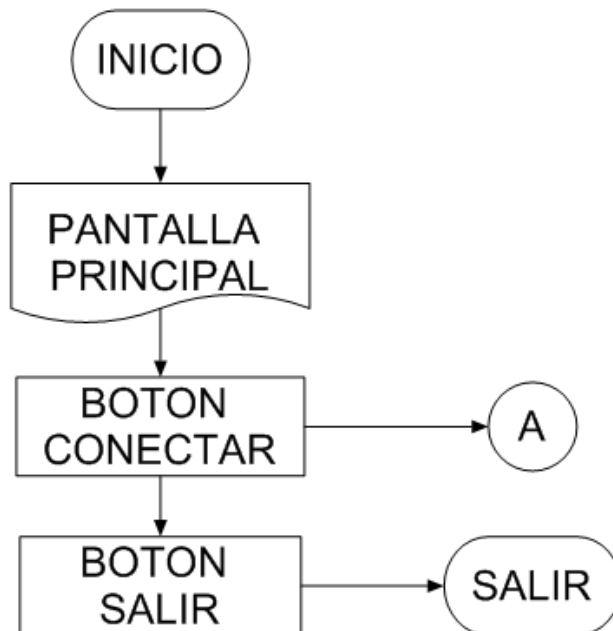 INICIO
PANTALLA
PRINCIPAL
BOTON
CONECTAR
A
BOTON
SALIR
SALIR